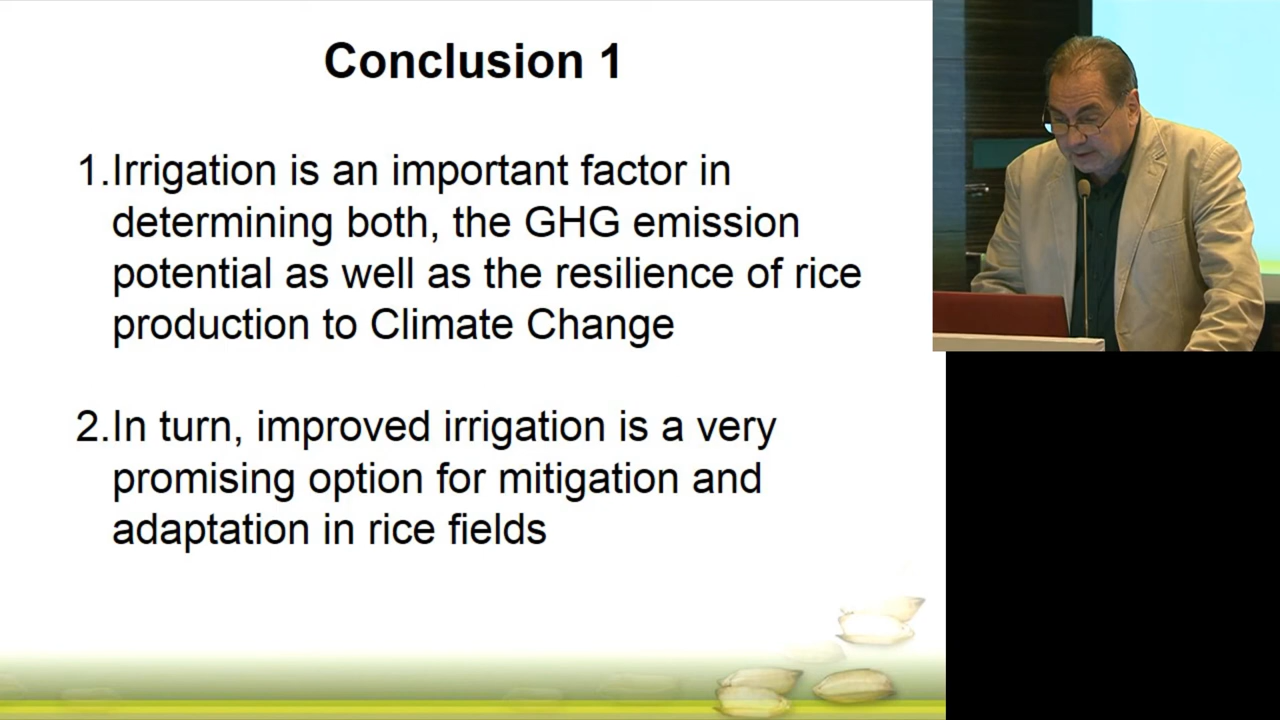 Conclusion 1
1.Irrigation is an important factor in
determining both, the GHG emission
potential as well as the resilience of rice
production to Climate Change
2.In turn, improved irrigation is a very
promising option for mitigation and
adaptation in rice fields